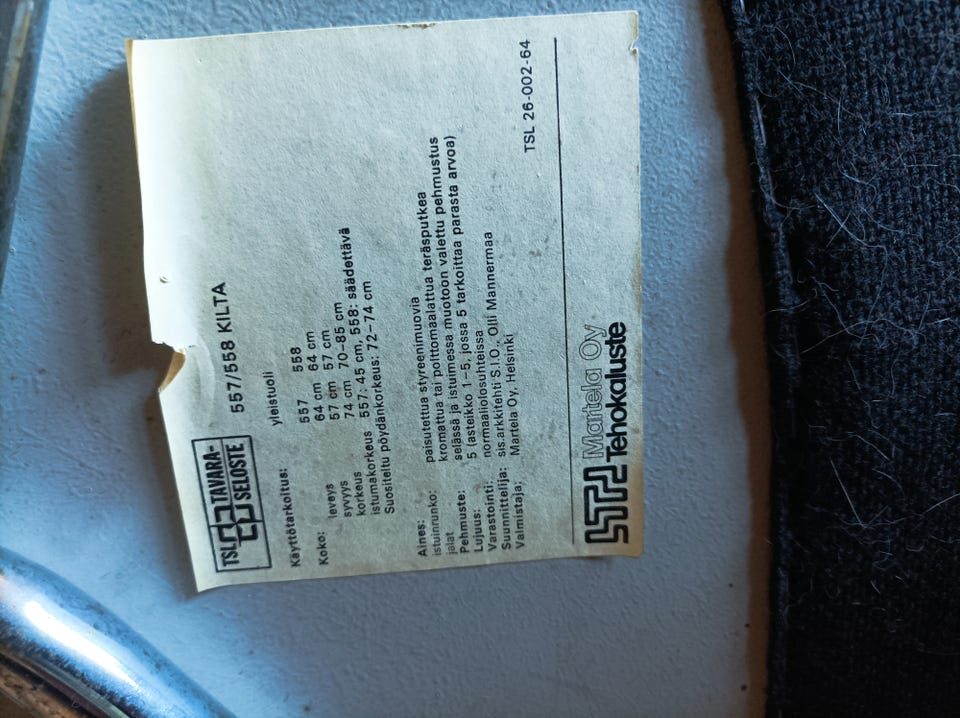 TSL TAVARA-
SELOSTE
557/558 KILTA
Käyttötarkoitus: yleistuoli
Koko: 557 558
leveys 64 cm 64 cm
syvyys 57 cm 57 cm
korkeus 74 cm 70-85 cm
istumakorkeus 557: 45 cm, 558: säädettävä
Suositeltu pöydänkorkeus: 72-74 cm
Aines:
istuinrunko: paisutettua styreenimuovia
jalat kromattua tai polttomaalattua teräsputkea
Pehmuste: selässä ja istuimessa muotoon valettu pehmustus
Lujuus: 5 (asteikko 1-5, jossa 5 tarkoittaa parasta arvoa)
Varastointi: normaaliolosuhteissa
Suunnittelija: sis.arkkitehti S.I.O., Olli Mannermaa
Valmistaja: Martela Oy, Helsinki
TSL 26-002-64
Martela Oy
Tehokaluste